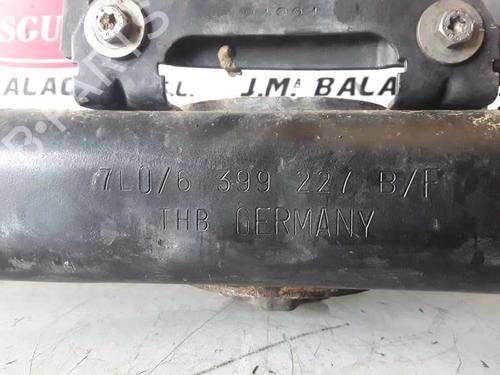 SGU
ALAC
J.Mª BALA
7L0/6 399 227 B/F
THB GERMANY